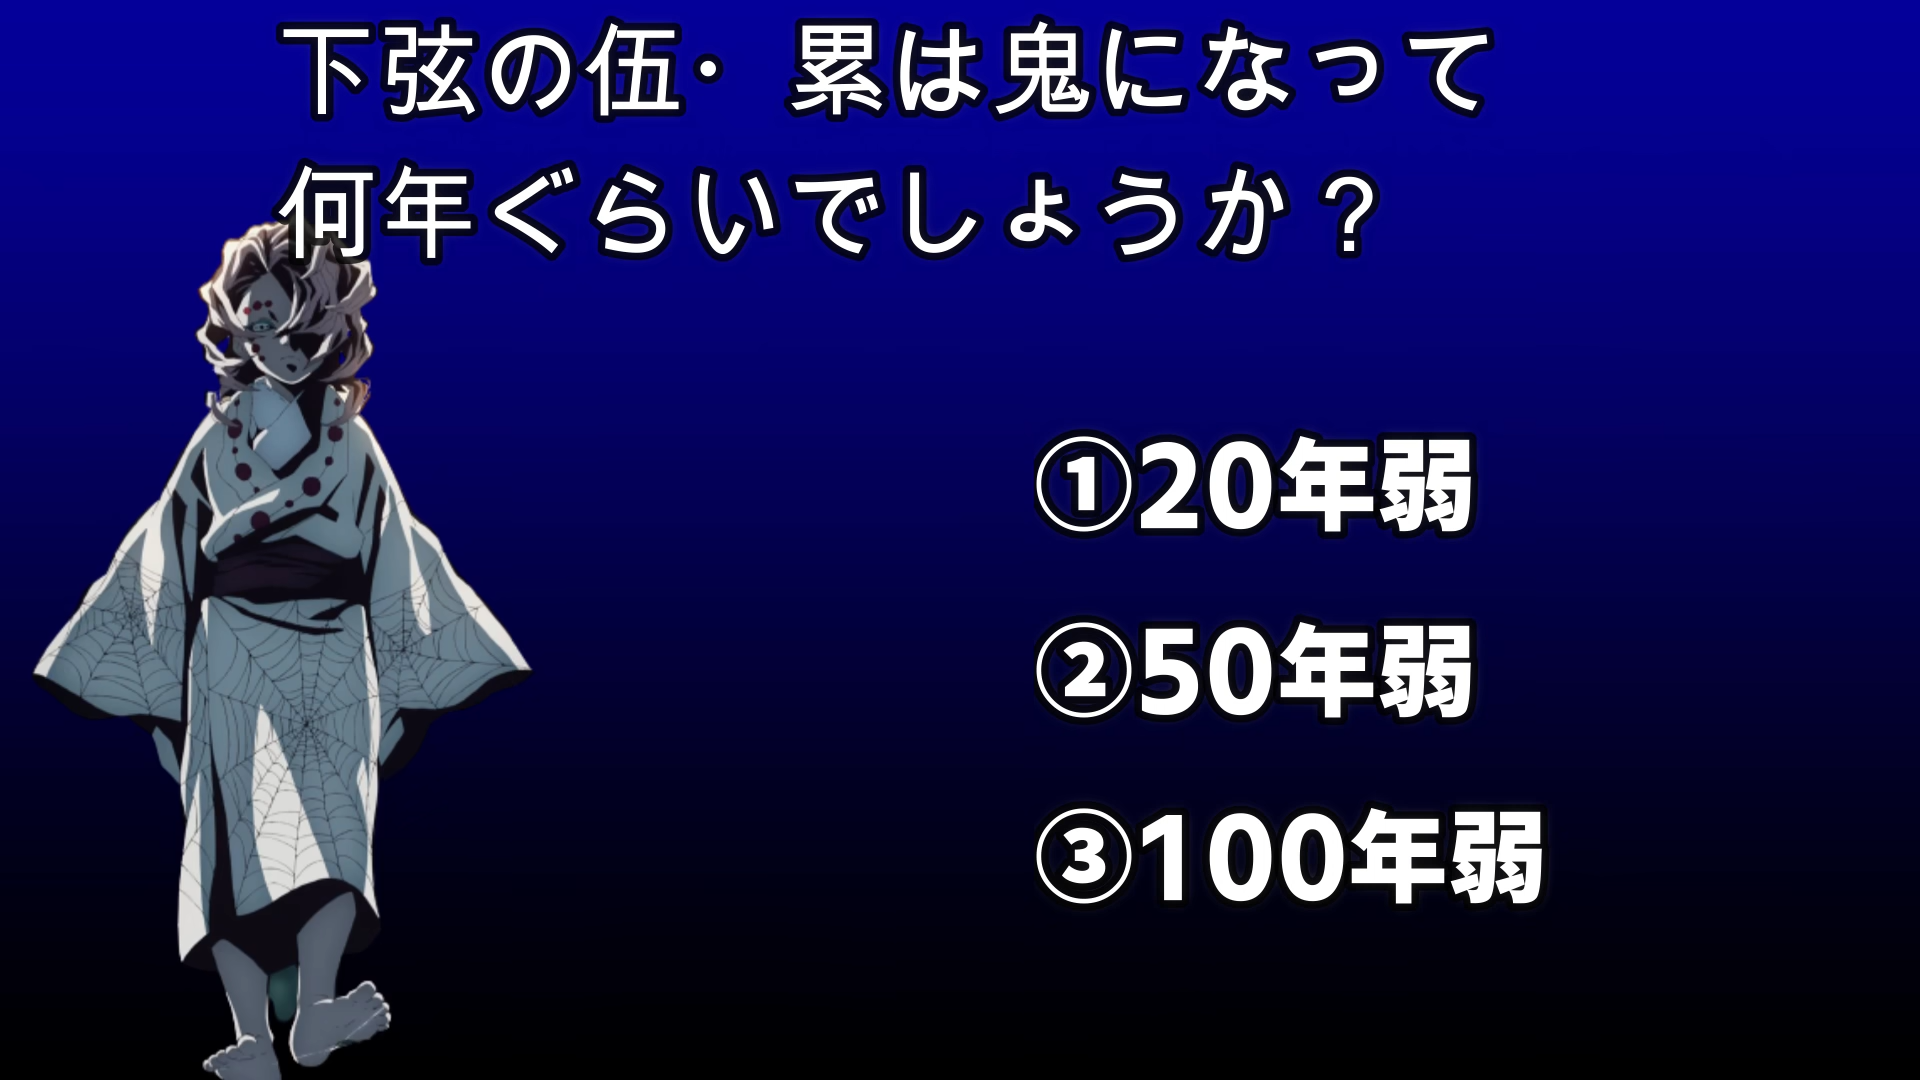 下弦の伍· 累は鬼になって
何年ぐらいでしょうか？
①20年弱
②50年弱
③100年弱